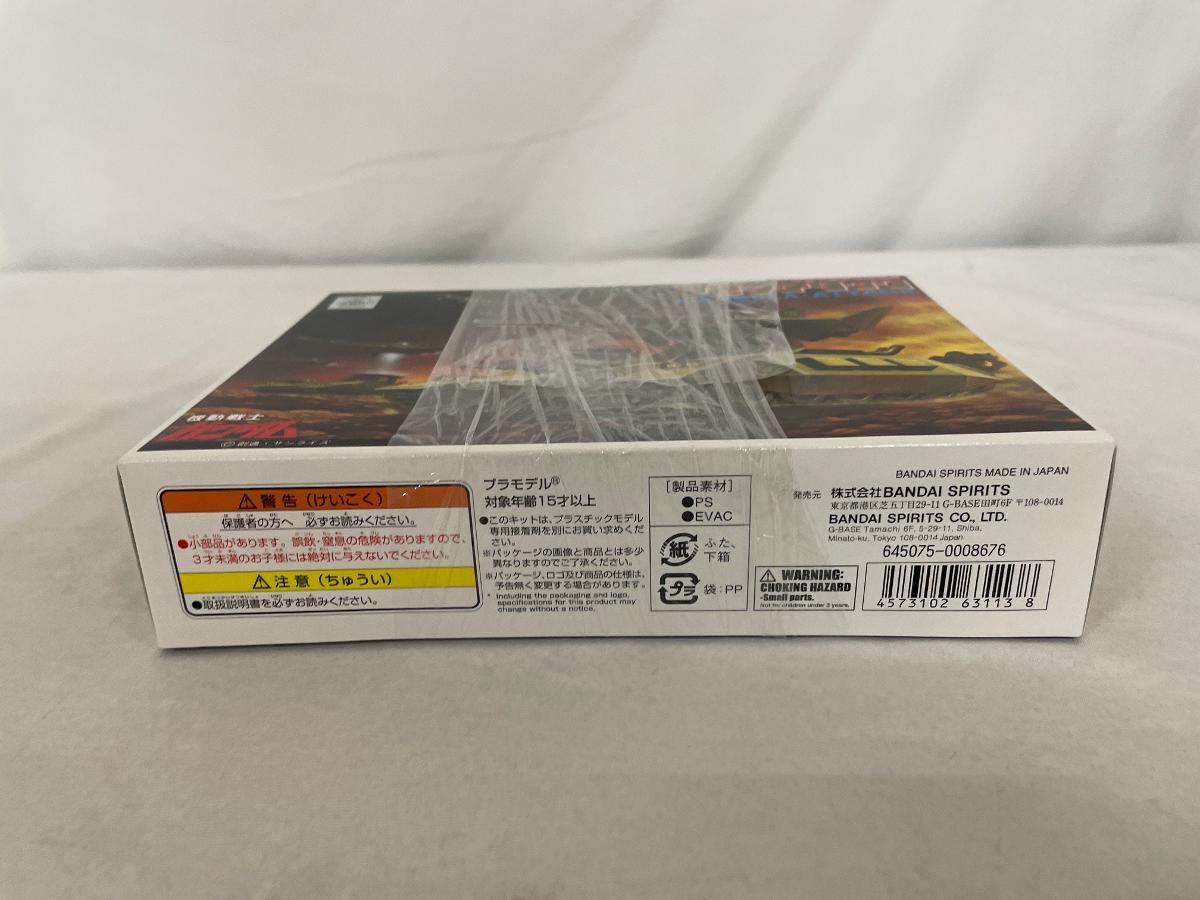 機動戦士
©創通・サンライズ
⚠ 警告(けいこく)
保護者の方へ 必ずお読みください。
●小部品があります。誤飲・窒息の危険がありますので、
3才未満のお子様には絶対に与えないでください。
⚠ 注意(ちゅうい)
●取扱説明書を必ずお読みください。
プラモデル®
対象年齢15才以上
●このキットは、プラスチックモデル
専用接着剤を別にお買い求めくだ
さい。
※パッケージの画像と商品とは多少
異なりますのでご了承ください。
※パッケージ、ロゴ及び商品の仕様は、
予告無く変更する場合があります。
* Including the packaging and logo,
specifications for this product may
change without a notice.
[製品素材]
●PS
●EVAC
紙 ふた、
下箱
プラ 袋:PP
BANDAI SPIRITS MADE IN JAPAN
発売元 株式会社BANDAI SPIRITS
東京都港区芝五丁目29-11 G-BASE田町6F 〒108-0014
BANDAI SPIRITS CO., LTD.
G-BASE Tamachi 6F, 5-29-11, Shiba,
Minato-ku, Tokyo 108-0014 Japan
645075-0008676
⚠ WARNING:
CHOKING HAZARD
-Small parts.
Not for children under 3 years.
4573102 63113 8